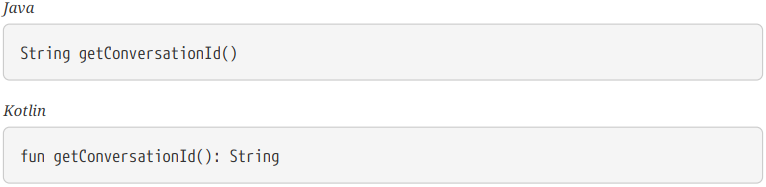 Java
String getConversationId()
Kotlin
fun getConversationId(): String